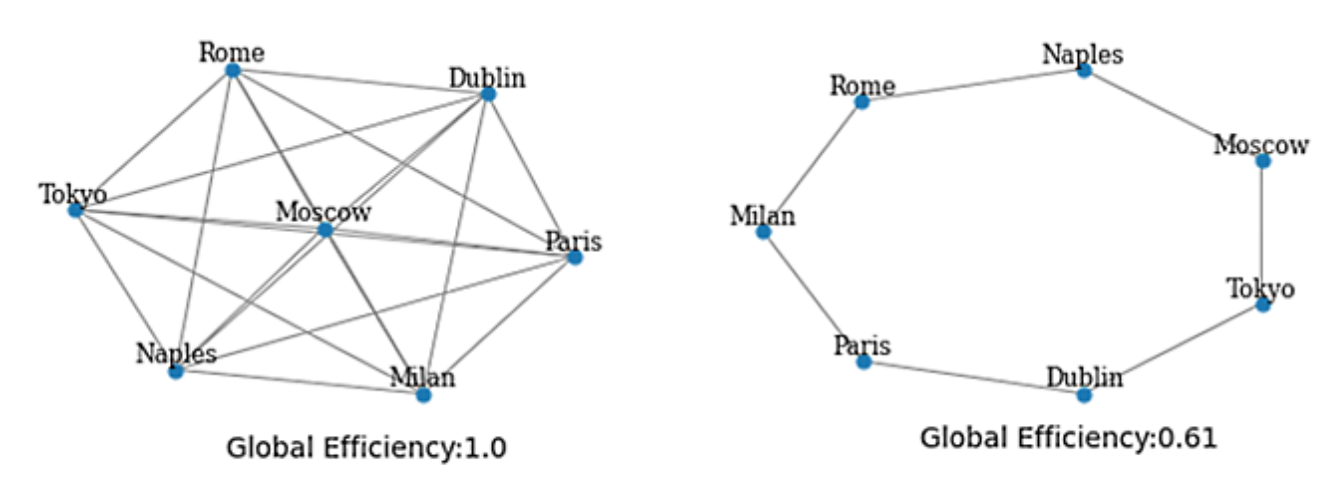 Rome
Dublin
Tokyo
Moscow
Paris
Naples
Milan
Global Efficiency:1.0
Naples
Rome
Moscow
Milan
Tokyo
Paris
Dublin
Global Efficiency:0.61